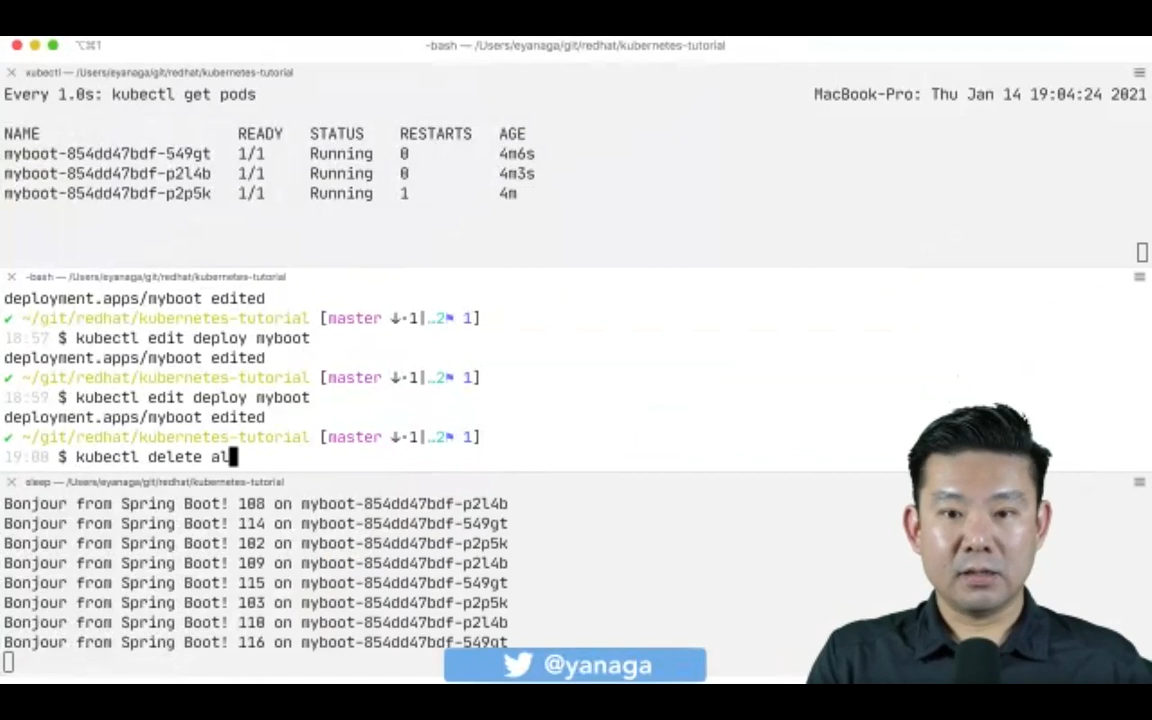 ⌥⌘1
-bash — /Users/eyanaga/git/redhat/kubernetes-tutorial
kubectl — /Users/eyanaga/git/redhat/kubernetes-tutorial
Every 1.0s: kubectl get pods
MacBook-Pro: Thu Jan 14 19:04:24 2021
NAME READY STATUS RESTARTS AGE
myboot-854dd47bdf-549gt 1/1 Running 0 4m6s
myboot-854dd47bdf-p2l4b 1/1 Running 0 4m3s
myboot-854dd47bdf-p2p5k 1/1 Running 1 4m
-bash — /Users/eyanaga/git/redhat/kubernetes-tutorial
deployment.apps/myboot edited
✔ ~/git/redhat/kubernetes-tutorial [master ↓·1|…2⚑ 1]
18:57 $ kubectl edit deploy myboot
deployment.apps/myboot edited
✔ ~/git/redhat/kubernetes-tutorial [master ↓·1|…2⚑ 1]
18:59 $ kubectl edit deploy myboot
deployment.apps/myboot edited
✔ ~/git/redhat/kubernetes-tutorial [master ↓·1|…2⚑ 1]
19:00 $ kubectl delete al
sleep — /Users/eyanaga/git/redhat/kubernetes-tutorial
Bonjour from Spring Boot! 108 on myboot-854dd47bdf-p2l4b
Bonjour from Spring Boot! 114 on myboot-854dd47bdf-549gt
Bonjour from Spring Boot! 102 on myboot-854dd47bdf-p2p5k
Bonjour from Spring Boot! 109 on myboot-854dd47bdf-p2l4b
Bonjour from Spring Boot! 115 on myboot-854dd47bdf-549gt
Bonjour from Spring Boot! 103 on myboot-854dd47bdf-p2p5k
Bonjour from Spring Boot! 110 on myboot-854dd47bdf-p2l4b
Bonjour from Spring Boot! 116 on myboot-854dd47bdf-549gt
@yanaga